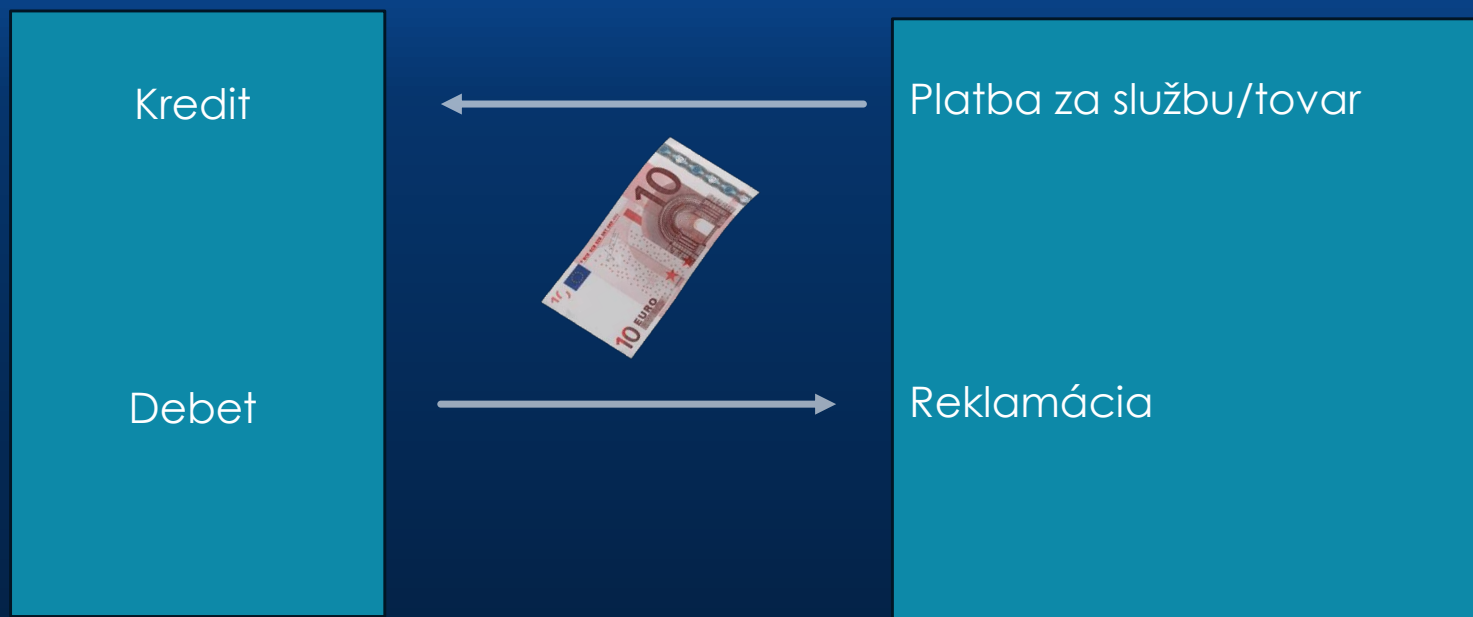 Kredit
Platba za službu/tovar
10
10 EURO
Debet
Reklamácia